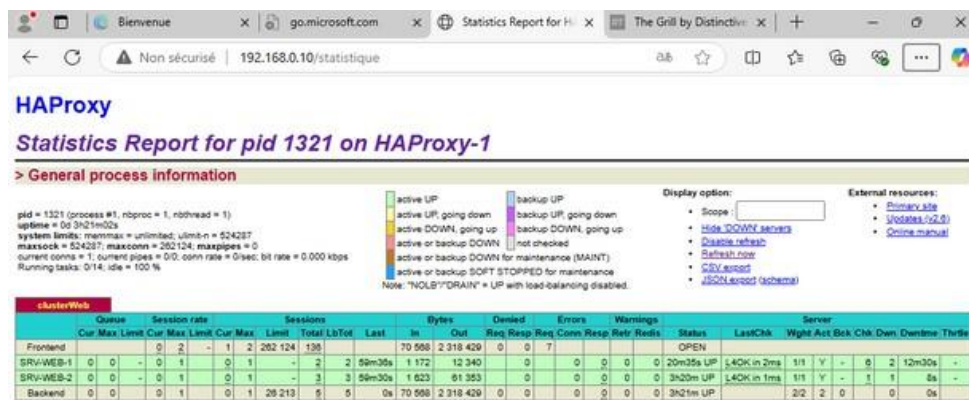 Bienvenue
go.microsoft.com
Statistics Report for H
The Grill by Distinctive
Non sécurisé | 192.168.0.10/statistique
HAProxy
Statistics Report for pid 1321 on HAProxy-1
> General process information
pid = 1321 (process #1, nbproc = 1, nbthread = 1)
uptime = 0d 3h21m02s
system limits: memmax = unlimited; ulimit-n = 524287
maxsock = 524287; maxconn = 262124; maxpipes = 0
current conns = 1; current pipes = 0/0; conn rate = 0/sec; bit rate = 0.000 kbps
Running tasks: 0/14; idle = 100 %
active UP
backup UP
active UP, going down
backup UP, going down
active DOWN, going up
backup DOWN, going up
active or backup DOWN
not checked
active or backup DOWN for maintenance (MAINT)
active or backup SOFT STOPPED for maintenance
Note: "NOLB"/"DRAIN" = UP with load-balancing disabled.
Display option:
Scope :
Hide 'DOWN' servers
Disable refresh
Refresh now
CSV export
JSON export (schema)
External resources:
Primary site
Updates (v2.6)
Online manual
clusterWeb
Queue Session rate Sessions Bytes Denied Errors Warnings Server
Cur Max Limit Cur Max Limit Cur Max Limit Total LbTot Last In Out Req Resp Req Conn Resp Retr Redis Status LastChk Wght Act Bck Chk Dwn Dwntme Thrtle
Frontend 0 2 - 1 2 262 124 136 70 568 2 318 429 0 0 7 OPEN
SRV-WEB-1 0 0 - 0 1 0 1 - 2 2 59m36s 1 172 12 340 0 0 0 0 0 20m35s UP L4OK in 2ms 1/1 Y - 6 2 12m30s -
SRV-WEB-2 0 0 - 0 1 0 1 - 3 3 59m30s 1 623 61 353 0 0 0 0 0 3h20m UP L4OK in 1ms 1/1 Y - 1 1 8s -
Backend 0 0 0 1 0 1 26 213 5 5 0s 70 568 2 318 429 0 0 0 0 0 0 3h21m UP 2/2 2 0 0 0s